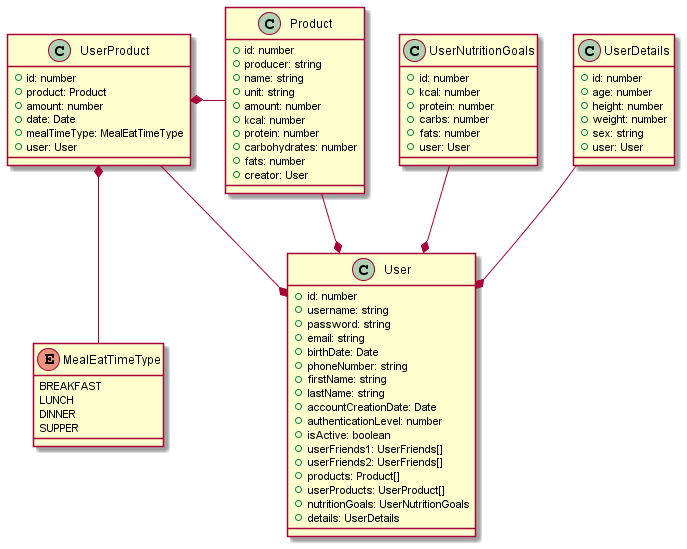 C UserProduct
id: number
product: Product
amount: number
date: Date
mealTimeType: MealEatTimeType
user: User
C Product
id: number
producer: string
name: string
unit: string
amount: number
kcal: number
protein: number
carbohydrates: number
fats: number
creator: User
C UserNutritionGoals
id: number
kcal: number
protein: number
carbs: number
fats: number
user: User
C UserDetails
id: number
age: number
height: number
weight: number
sex: string
user: User
E MealEatTimeType
BREAKFAST
LUNCH
DINNER
SUPPER
C User
id: number
username: string
password: string
email: string
birthDate: Date
phoneNumber: string
firstName: string
lastName: string
accountCreationDate: Date
authenticationLevel: number
isActive: boolean
userFriends1: UserFriends[]
userFriends2: UserFriends[]
products: Product[]
userProducts: UserProduct[]
nutritionGoals: UserNutritionGoals
details: UserDetails